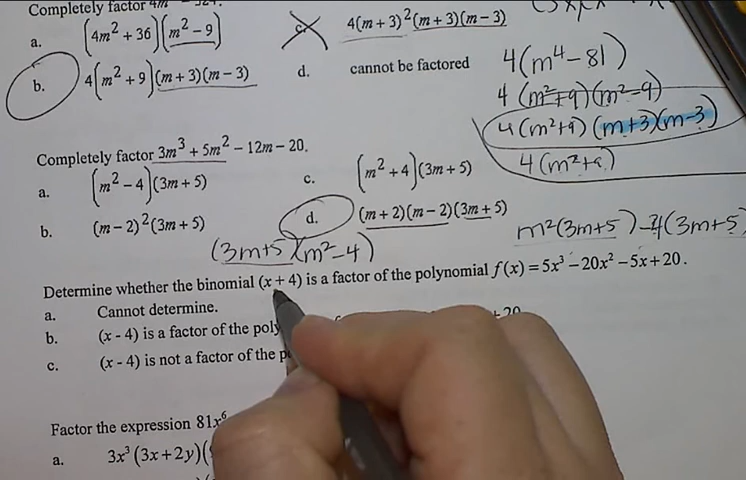 Completely factor 4m
a. (4m² + 36)(m² − 9)
c. 4(m + 3)²(m + 3)(m − 3)
b. 4(m² + 9)(m + 3)(m − 3)
d. cannot be factored
4(m⁴ − 81)
4(m² + 9)(m² − 9)
4(m² + 9)(m + 3)(m − 3)
4(m² + 9)
Completely factor 3m³ + 5m² − 12m − 20.
a. (m² − 4)(3m + 5)
c. (m² + 4)(3m + 5)
b. (m − 2)²(3m + 5)
d. (m + 2)(m − 2)(3m + 5)
(3m+5)(m² − 4)
m²(3m + 5) − 4(3m + 5)
Determine whether the binomial (x + 4) is a factor of the polynomial f(x) = 5x³ − 20x² − 5x + 20.
a. Cannot determine.
b. (x - 4) is a factor of the poly
+20
c. (x - 4) is not a factor of the p
Factor the expression 81x⁶
a. 3x³(3x + 2y)(